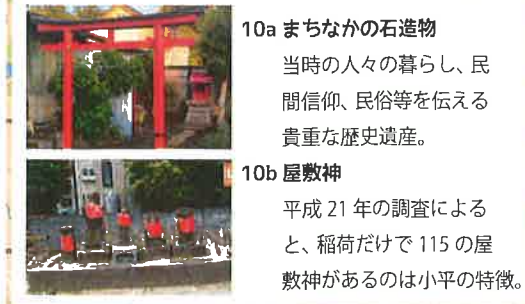 10a まちなかの石造物
当時の人々の暮らし、民
間信仰、民俗等を伝える
貴重な歴史遺産。
10b 屋敷神
平成 21 年の調査による
と、稲荷だけで 115 の屋
敷神があるのは小平の特徴。